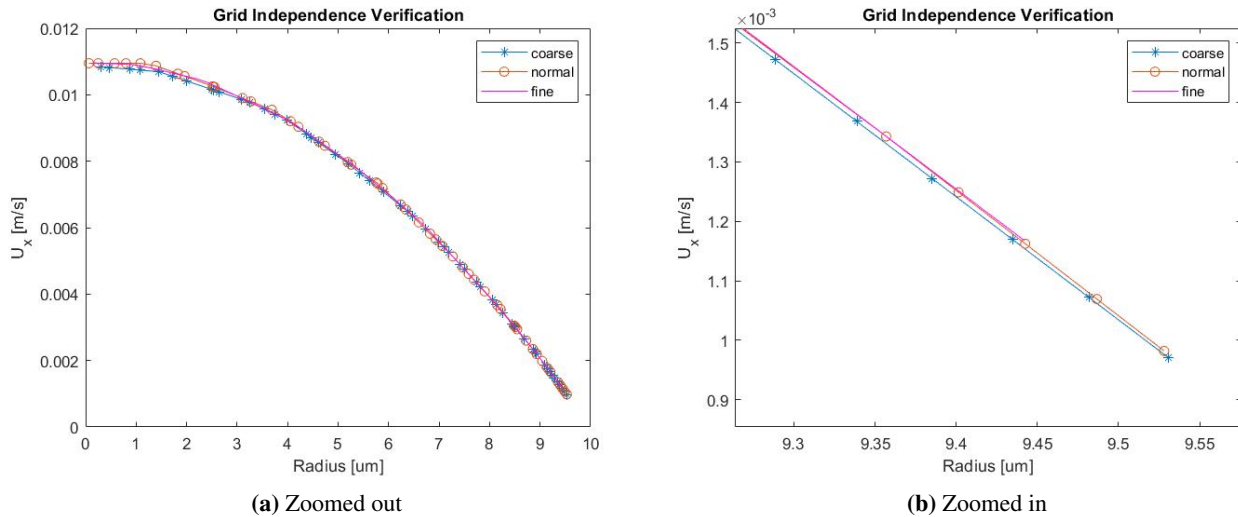 Grid Independence Verification
0.012
0.01
0.008
0.006
0.004
0.002
0
U_x [m/s]
0 1 2 3 4 5 6 7 8 9 10
Radius [um]
coarse
normal
fine
(a) Zoomed out
×10^-3
Grid Independence Verification
1.5
1.4
1.3
1.2
1.1
1
0.9
U_x [m/s]
9.3 9.35 9.4 9.45 9.5 9.55
Radius [um]
coarse
normal
fine
(b) Zoomed in